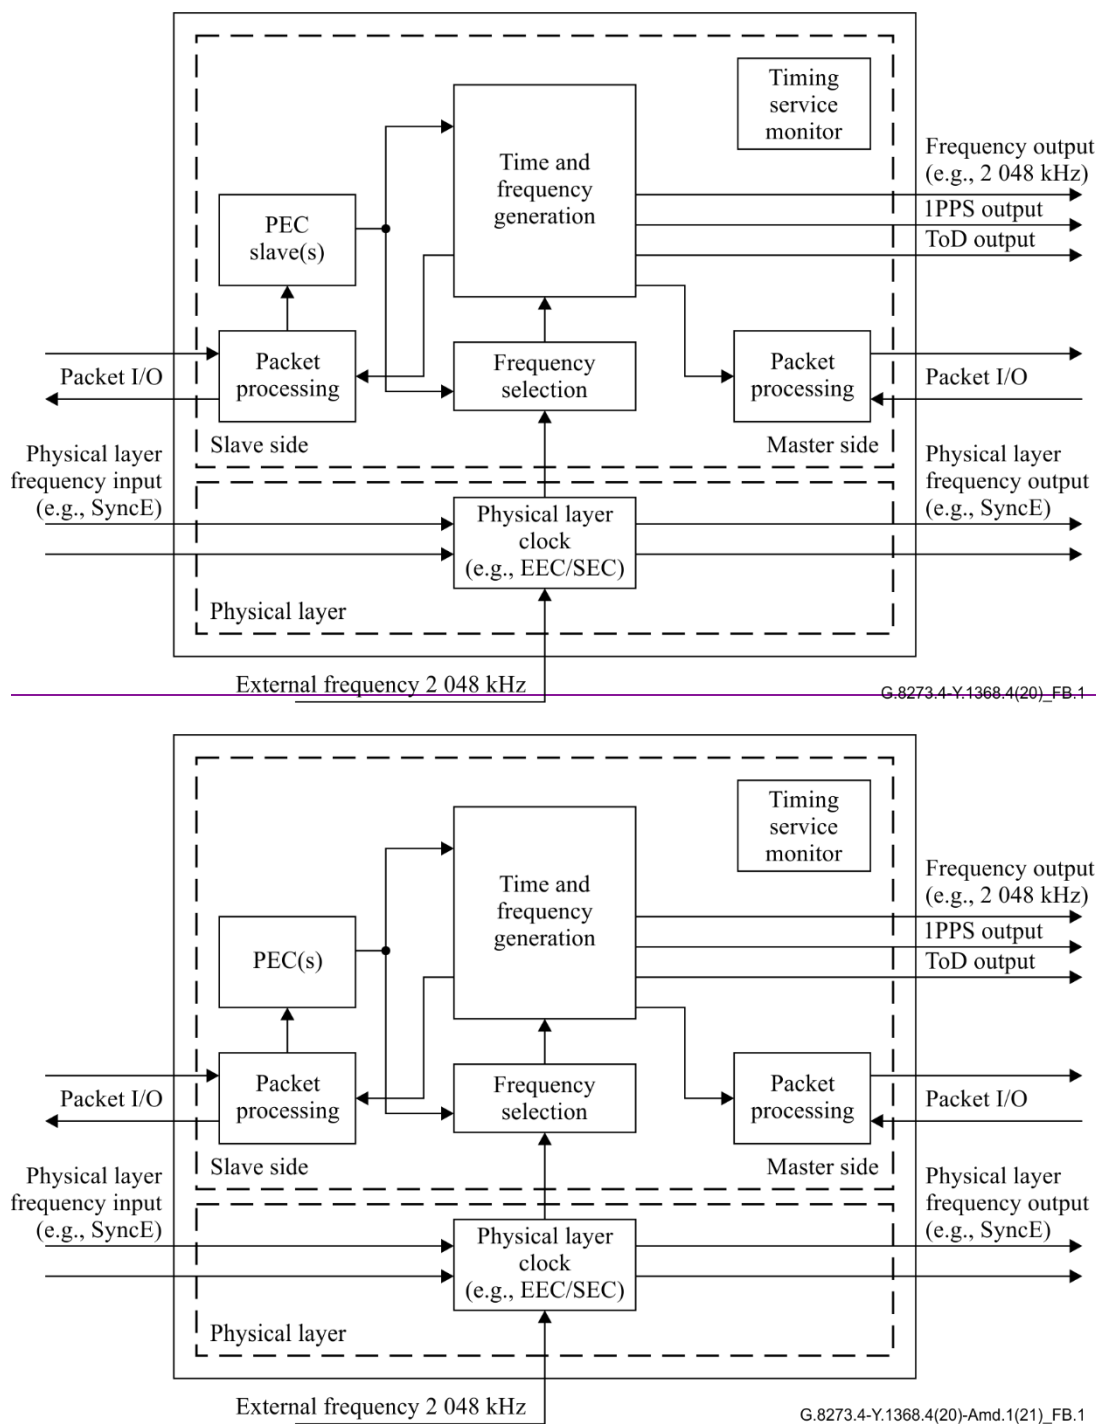 Timing
service
monitor
Time and
frequency
generation
Frequency output
(e.g., 2 048 kHz)
1PPS output
ToD output
PEC
slave(s)
Packet I/O
Packet
processing
Frequency
selection
Packet
processing
Packet I/O
Slave side
Master side
Physical layer
frequency input
(e.g., SyncE)
Physical layer
clock
(e.g., EEC/SEC)
Physical layer
frequency output
(e.g., SyncE)
Physical layer
External frequency 2 048 kHz
G.8273.4-Y.1368.4(20)_FB.1
Timing
service
monitor
Time and
frequency
generation
Frequency output
(e.g., 2 048 kHz)
1PPS output
ToD output
PEC(s)
Packet I/O
Packet
processing
Frequency
selection
Packet
processing
Packet I/O
Slave side
Master side
Physical layer
frequency input
(e.g., SyncE)
Physical layer
clock
(e.g., EEC/SEC)
Physical layer
frequency output
(e.g., SyncE)
Physical layer
External frequency 2 048 kHz
G.8273.4-Y.1368.4(20)-Amd.1(21)_FB.1